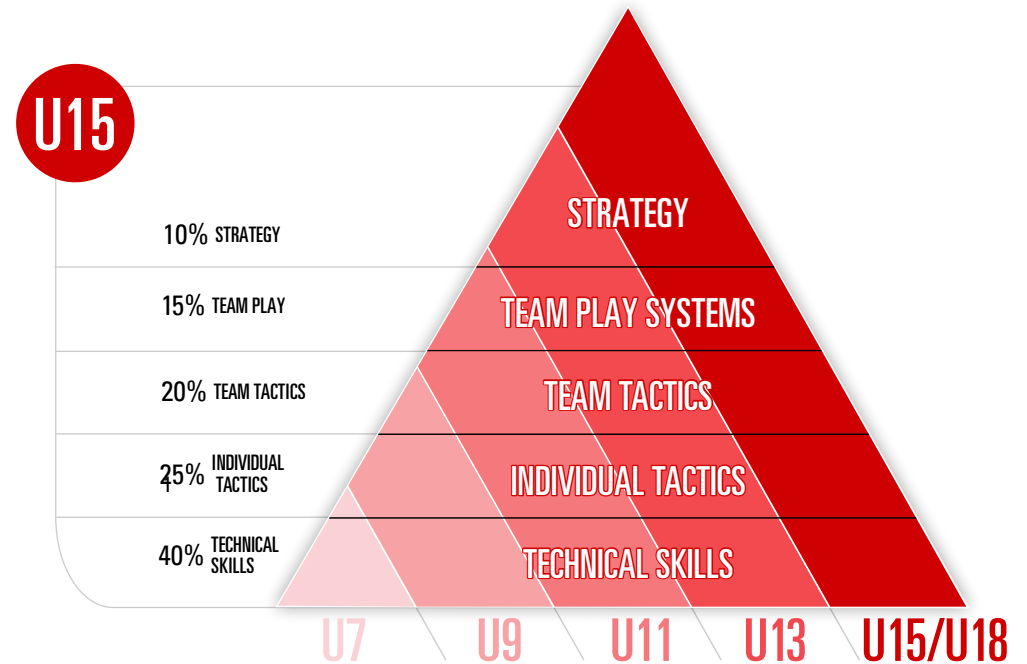 U15
10% STRATEGY
STRATEGY
15% TEAM PLAY
TEAM PLAY SYSTEMS
20% TEAM TACTICS
TEAM TACTICS
25% INDIVIDUAL
TACTICS
INDIVIDUAL TACTICS
40% TECHNICAL
SKILLS
TECHNICAL SKILLS
U7 U9 U11 U13 U15/U18